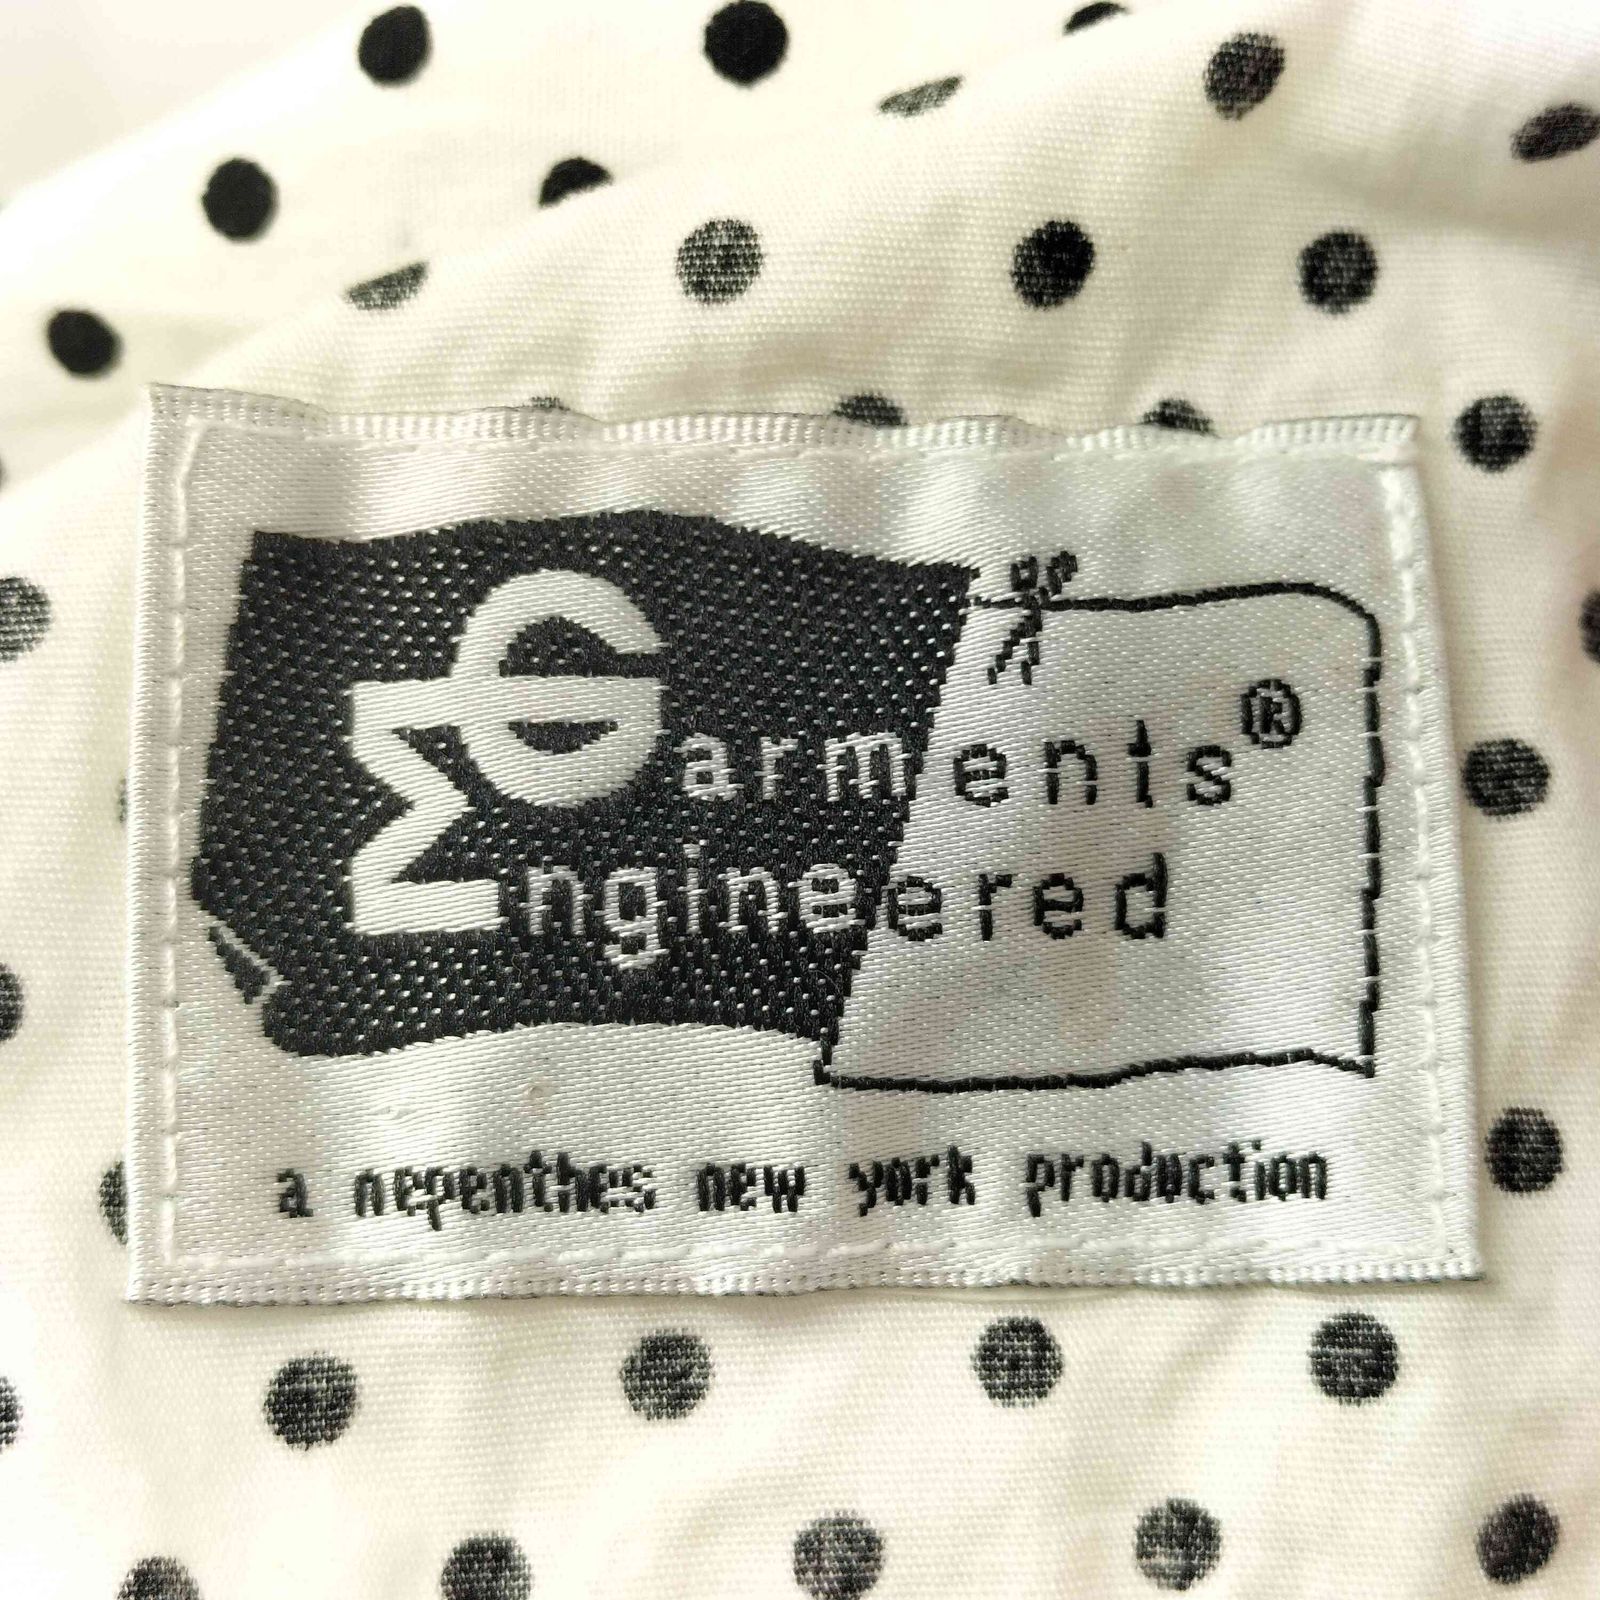 Garments®
Engineered
a nepenthes new york production